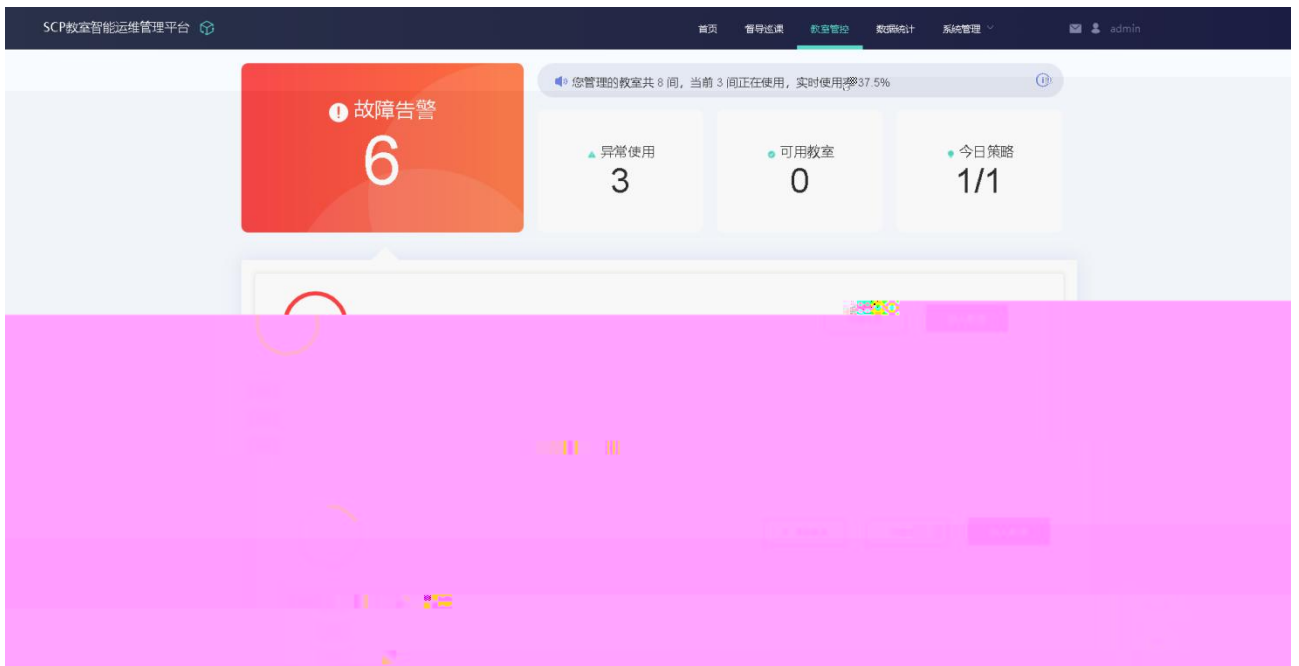 SCP教室智能运维管理平台
首页 督导巡课 教室管控 数据统计 系统管理 admin
您管理的教室共 8 间，当前 3 间正在使用，实时使用率37.5%
故障告警
6
异常使用 可用教室 今日策略
3 0 1/1